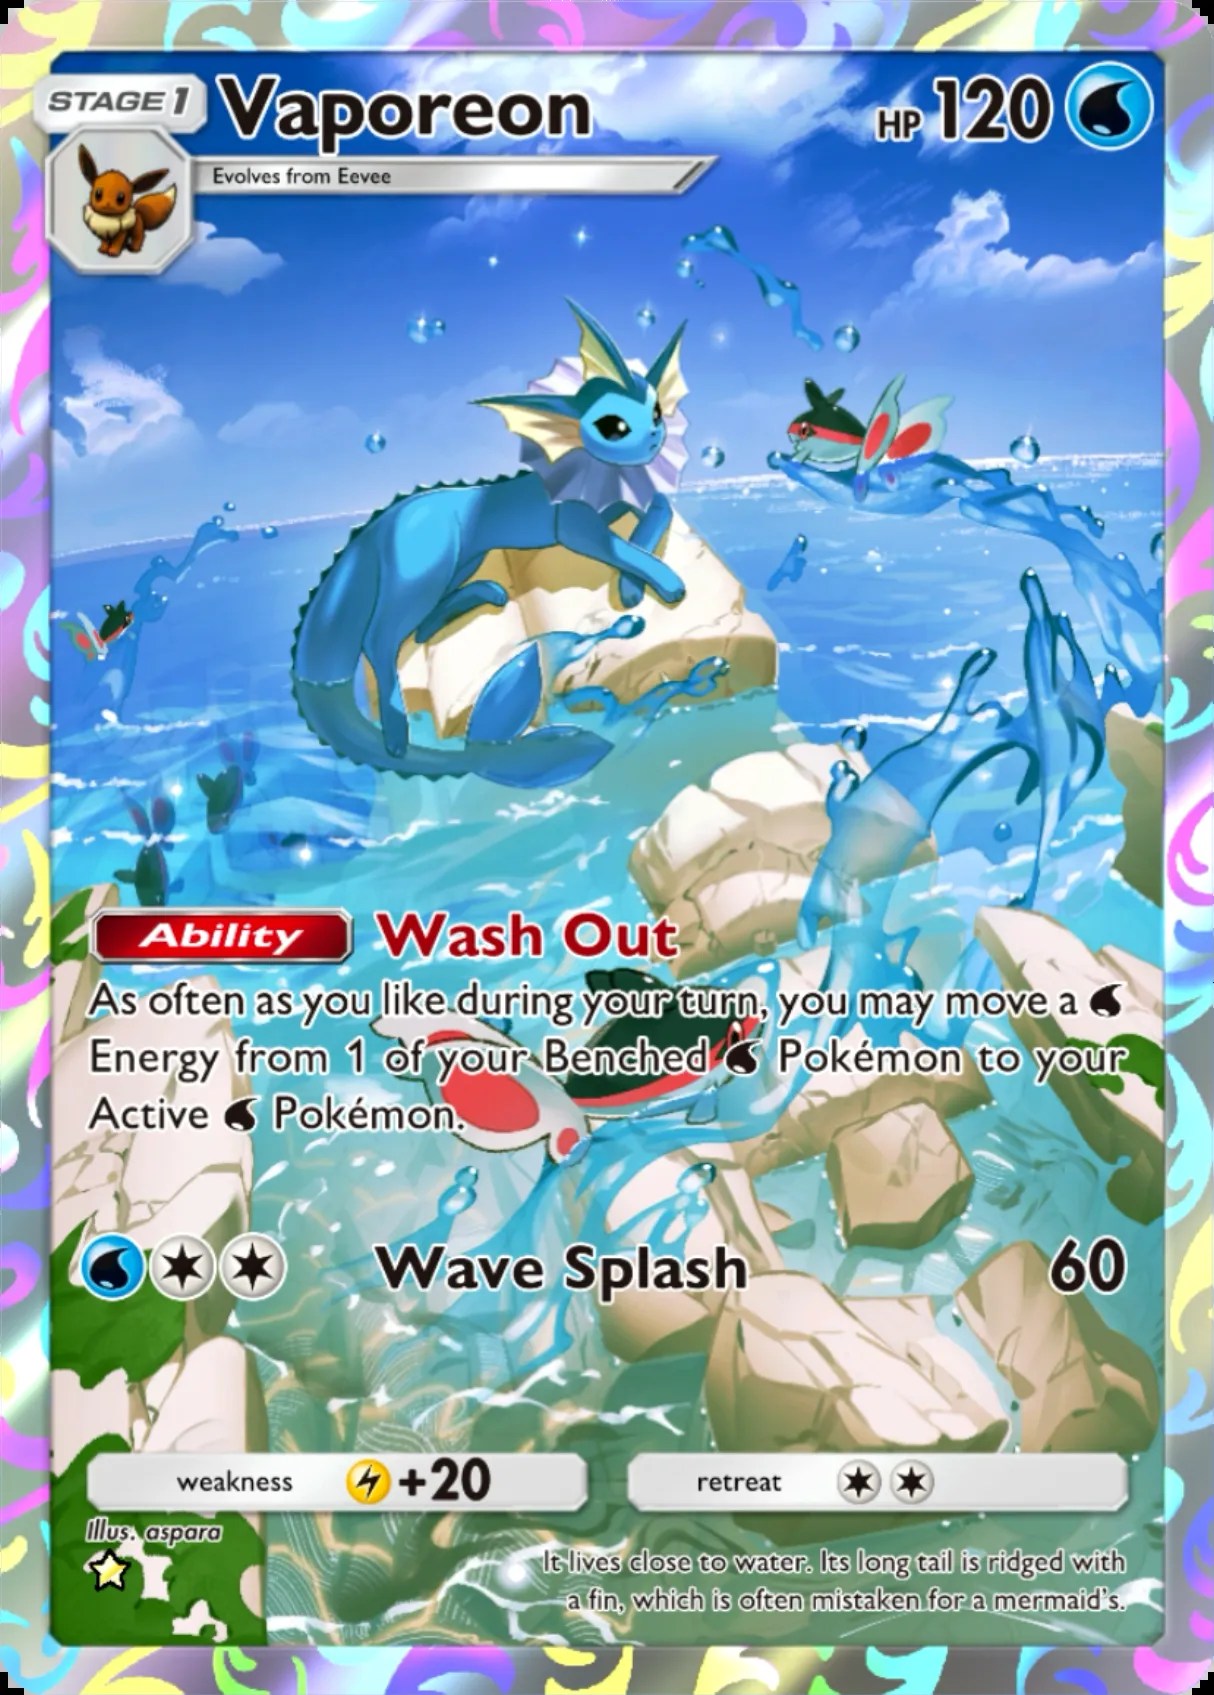 STAGE 1
Vaporeon
HP 120
Evolves from Eevee
Ability Wash Out
As often as you like during your turn, you may move a
Energy from 1 of your Benched Pokémon to your
Active Pokémon.
Wave Splash 60
weakness +20
retreat
Illus. aspara
It lives close to water. Its long tail is ridged with
a fin, which is often mistaken for a mermaid's.